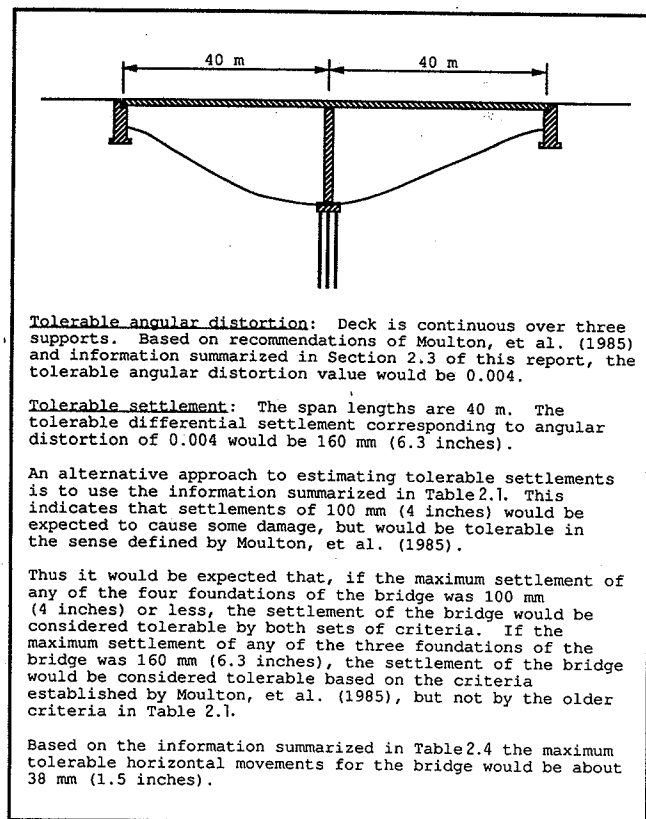 40 m 40 m
Tolerable angular distortion: Deck is continuous over three
supports. Based on recommendations of Moulton, et al. (1985)
and information summarized in Section 2.3 of this report, the
tolerable angular distortion value would be 0.004.
Tolerable settlement: The span lengths are 40 m. The
tolerable differential settlement corresponding to angular
distortion of 0.004 would be 160 mm (6.3 inches).
An alternative approach to estimating tolerable settlements
is to use the information summarized in Table 2.1. This
indicates that settlements of 100 mm (4 inches) would be
expected to cause some damage, but would be tolerable in
the sense defined by Moulton, et al. (1985).
Thus it would be expected that, if the maximum settlement of
any of the four foundations of the bridge was 100 mm
(4 inches) or less, the settlement of the bridge would be
considered tolerable by both sets of criteria. If the
maximum settlement of any of the three foundations of the
bridge was 160 mm (6.3 inches), the settlement of the bridge
would be considered tolerable based on the criteria
established by Moulton, et al. (1985), but not by the older
criteria in Table 2.1.
Based on the information summarized in Table 2.4 the maximum
tolerable horizontal movements for the bridge would be about
38 mm (1.5 inches).